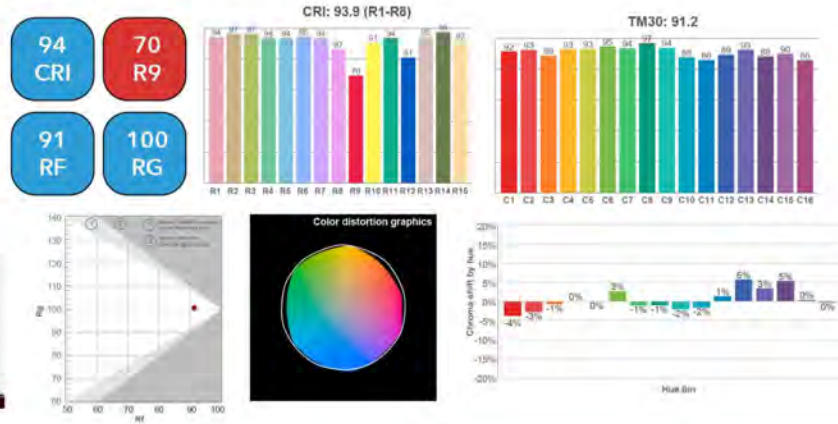 94
CRI
70
R9
91
RF
100
RG
CRI: 93.9 (R1-R8)
94 97 97 94 94 95 94 87 70 91 94 81 95 98 92
R1 R2 R3 R4 R5 R6 R7 R8 R9 R10 R11 R12 R13 R14 R15
TM30: 91.2
92 93 89 93 93 95 94 97 94 88 86 89 93 88 90 86
C1 C2 C3 C4 C5 C6 C7 C8 C9 C10 C11 C12 C13 C14 C15 C16
140
130
120
110
100
90
80
70
60
Rg
50 60 70 80 90 100
Rf
Color distortion graphics
Chroma shift by hue
20%
15%
10%
5%
0%
-5%
-10%
-15%
-20%
-4% -3% -1% 0% 0% 3% -1% -1% -2% -2% 1% 6% 3% 5% 0% 0%
Hue bin